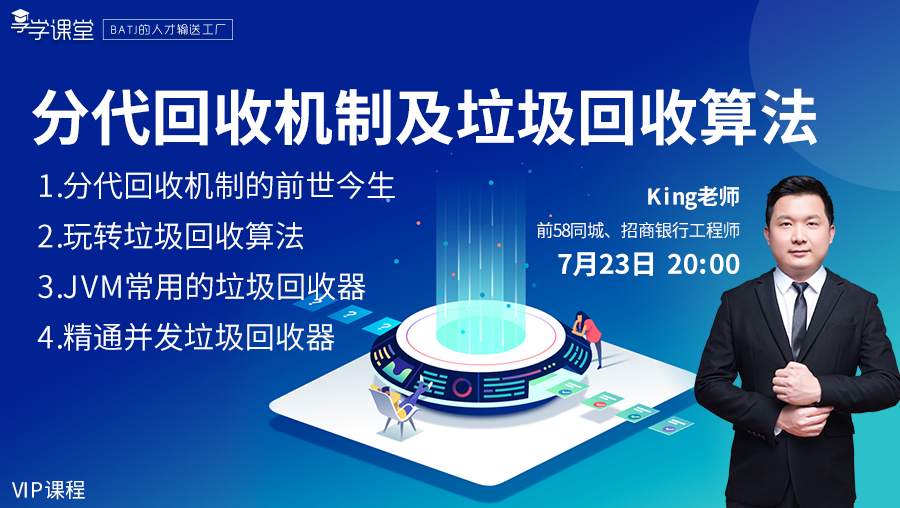 享学课堂
BATJ的人才输送工厂
分代回收机制及垃圾回收算法
1.分代回收机制的前世今生
2.玩转垃圾回收算法
3.JVM常用的垃圾回收器
4.精通并发垃圾回收器
King老师
前58同城、招商银行工程师
7月23日 20:00
? ? ?
VIP课程